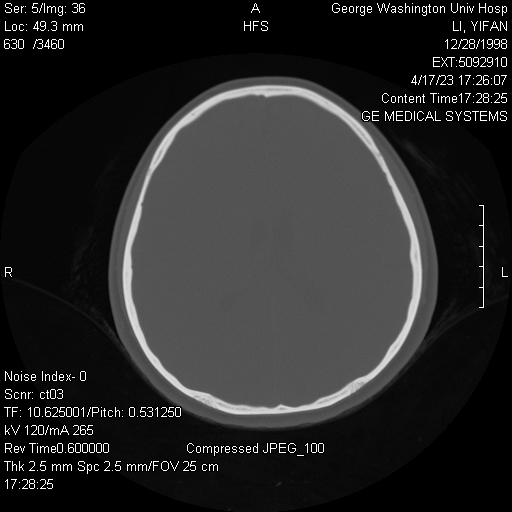 Ser: 5/Img: 36
Loc: 49.3 mm
630 /3460
A
HFS
George Washington Univ Hosp
LI, YIFAN
12/28/1998
EXT:5092910
4/17/23 17:26:07
Content Time17:28:25
GE MEDICAL SYSTEMS
R
L
Noise Index- 0
Scnr: ct03
TF: 10.625001/Pitch: 0.531250
kV 120/mA 265
Rev Time0.600000
Compressed JPEG_100
Thk 2.5 mm Spc 2.5 mm/FOV 25 cm
17:28:25